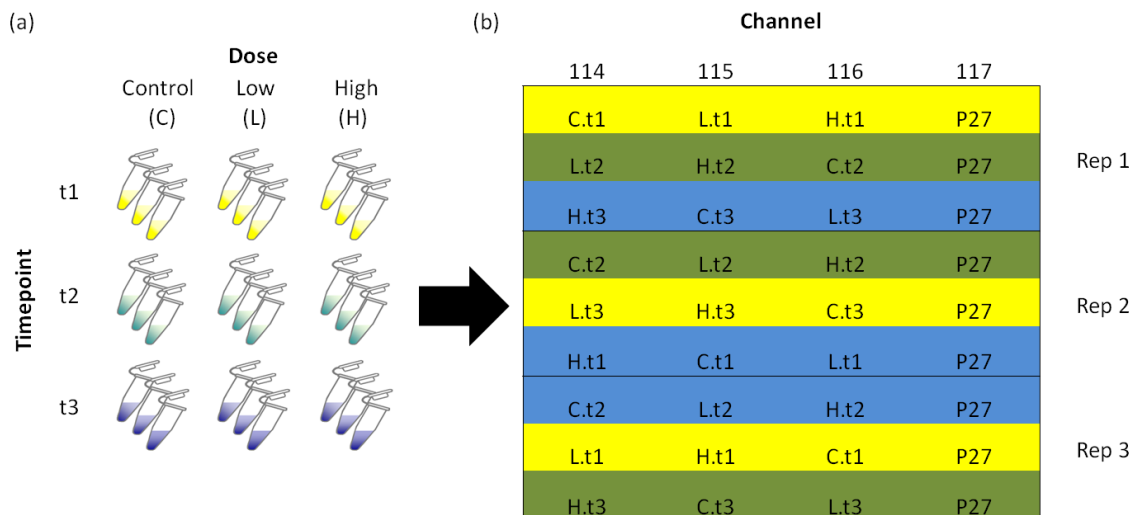 (a)
Dose
Control Low High
(C) (L) (H)
Timepoint
t1
t2
t3
(b)
Channel
114 115 116 117
C.t1 L.t1 H.t1 P27
L.t2 H.t2 C.t2 P27
Rep 1
H.t3 C.t3 L.t3 P27
C.t2 L.t2 H.t2 P27
L.t3 H.t3 C.t3 P27
Rep 2
H.t1 C.t1 L.t1 P27
C.t2 L.t2 H.t2 P27
L.t1 H.t1 C.t1 P27
Rep 3
H.t3 C.t3 L.t3 P27